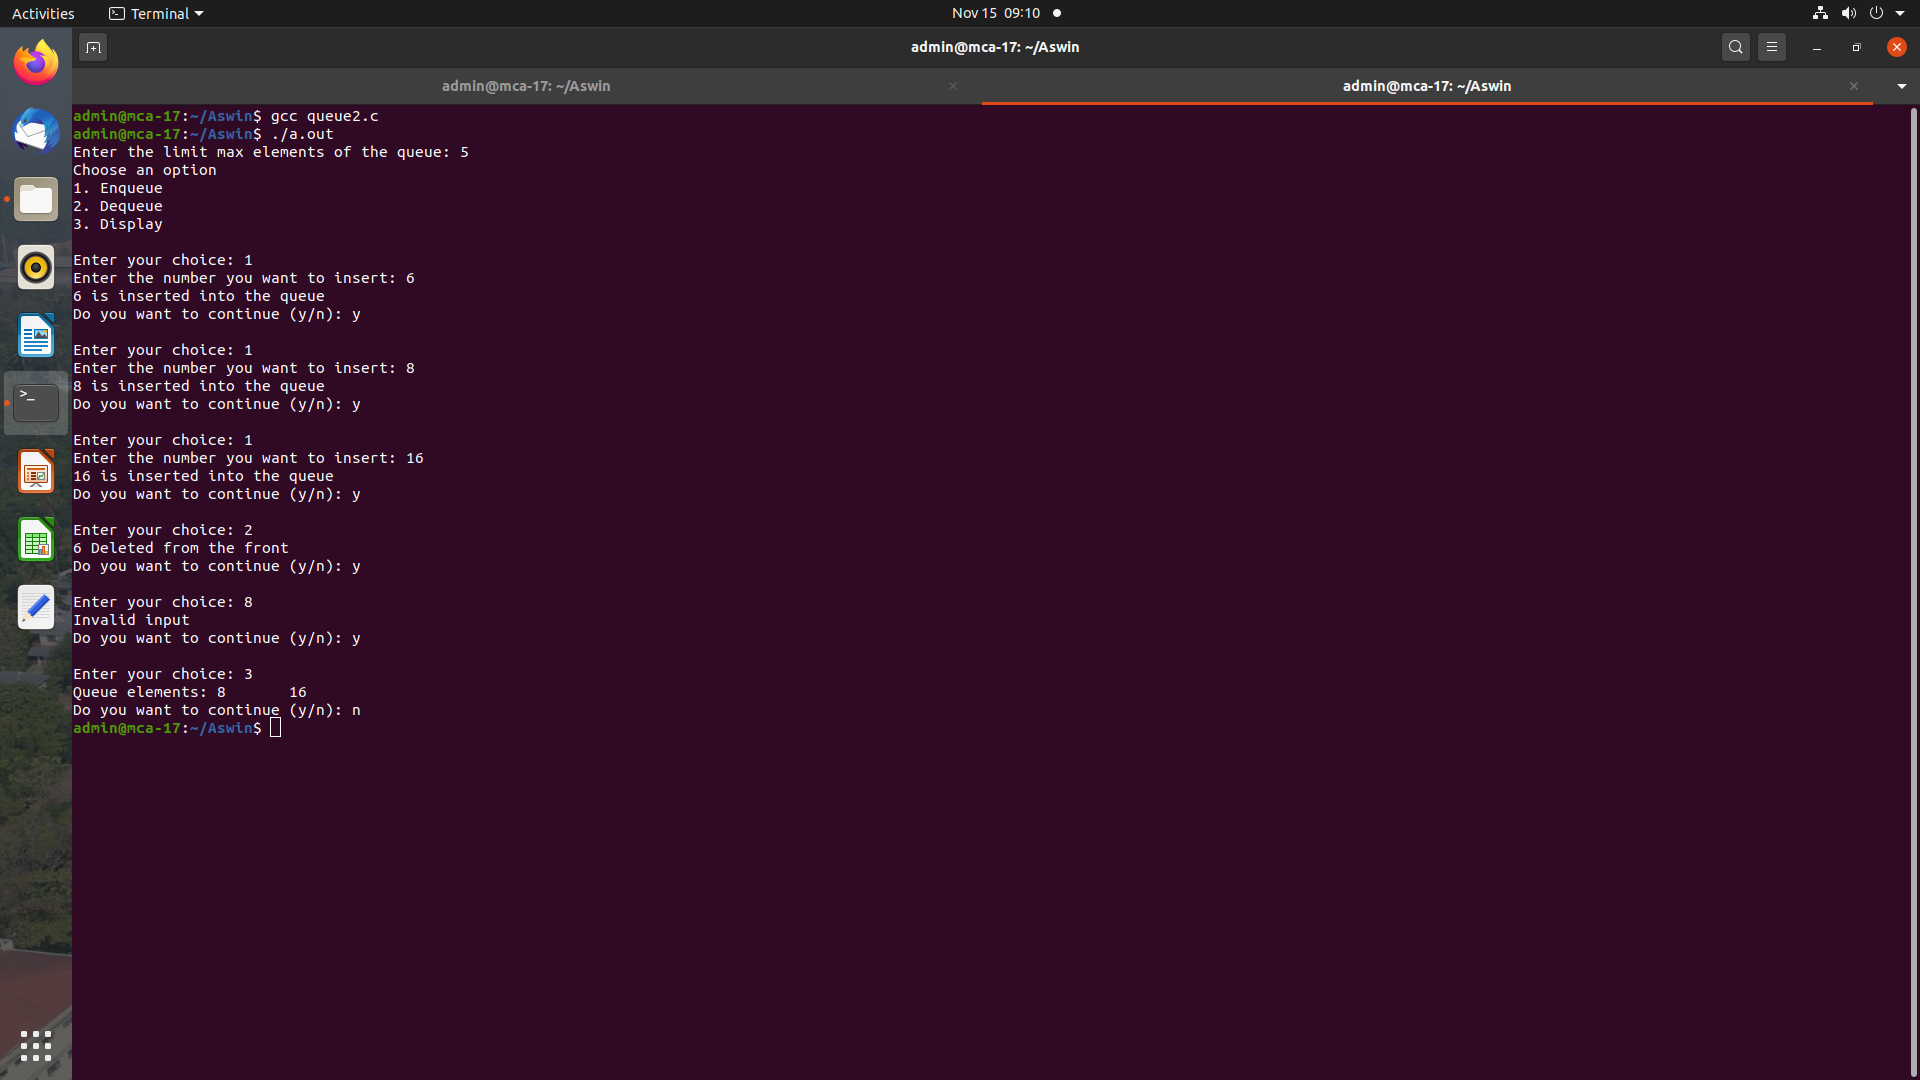 Activities
Terminal
Nov 15 09:10
admin@mca-17: ~/Aswin
admin@mca-17: ~/Aswin
admin@mca-17: ~/Aswin
admin@mca-17:~/Aswin$ gcc queue2.c
admin@mca-17:~/Aswin$ ./a.out
Enter the limit max elements of the queue: 5
Choose an option
1. Enqueue
2. Dequeue
3. Display
Enter your choice: 1
Enter the number you want to insert: 6
6 is inserted into the queue
Do you want to continue (y/n): y
Enter your choice: 1
Enter the number you want to insert: 8
8 is inserted into the queue
Do you want to continue (y/n): y
Enter your choice: 1
Enter the number you want to insert: 16
16 is inserted into the queue
Do you want to continue (y/n): y
Enter your choice: 2
6 Deleted from the front
Do you want to continue (y/n): y
Enter your choice: 8
Invalid input
Do you want to continue (y/n): y
Enter your choice: 3
Queue elements: 8       16
Do you want to continue (y/n): n
admin@mca-17:~/Aswin$